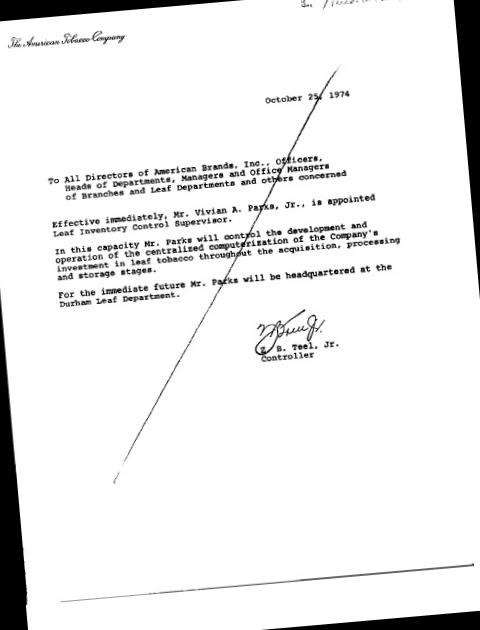 The American Tobacco Company
October 25, 1974
To All Directors of American Brands, Inc., Officers,
Heads of Departments, Managers and Office Managers
of Branches and Leaf Departments and others concerned
Effective immediately, Mr. Vivian A. Parks, Jr., is appointed
Leaf Inventory Control Supervisor.
In this capacity Mr. Parks will control the development and
operation of the centralized computerization of the Company's
investment in leaf tobacco throughout the acquisition, processing
and storage stages.
For the immediate future Mr. Parks will be headquartered at the
Durham Leaf Department.
B. Teel, Jr.
Controller